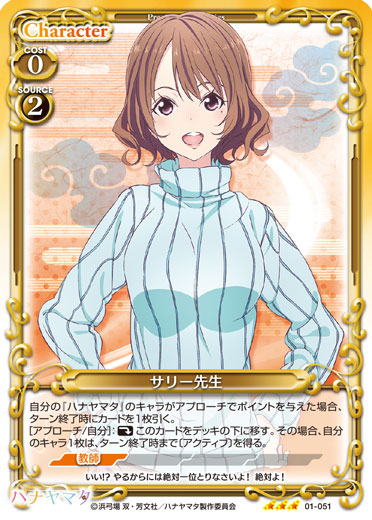 Character
COST
0
SOURCE
2
サリー先生
自分の『ハナヤマタ』のキャラがアプローチでポイントを与えた場合、
ターン終了時にカードを1枚引く。
[アプローチ/自分]: このカードをデッキの下に移す。その場合、自分
のキャラ1枚は、ターン終了時まで[アクティブ]を得る。
教師
いい!? やるからには絶対一位とりなさいよ! 絶対よ!
ハナヤマタ
©浜弓場 双・芳文社/ハナヤマタ製作委員会
★★★ 01-051